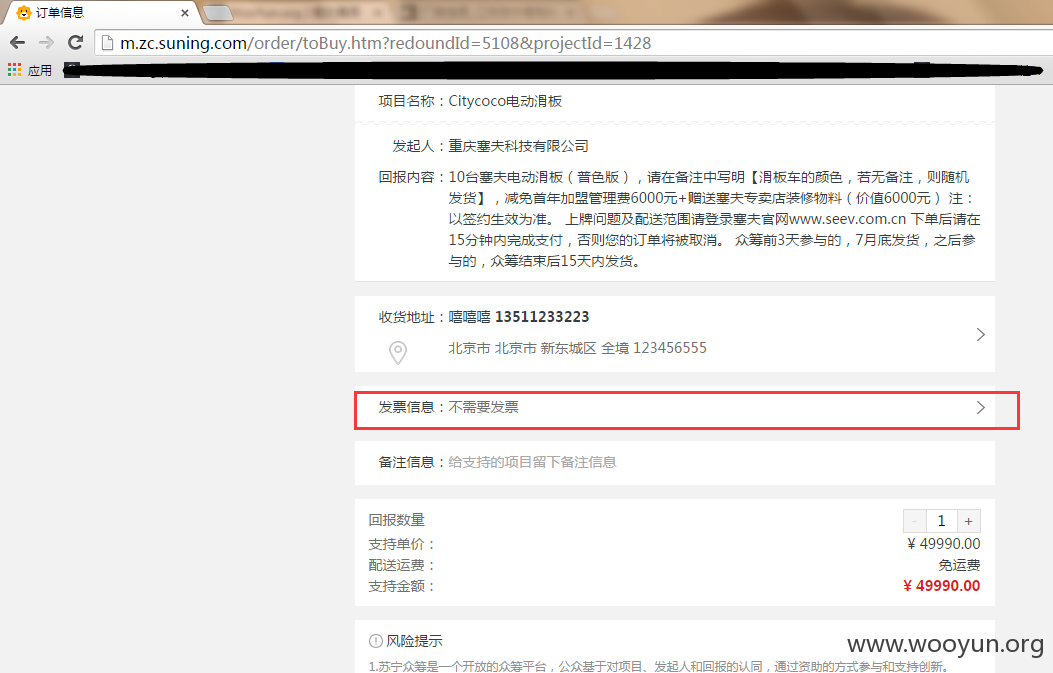 订单信息
m.zc.suning.com/order/toBuy.htm?redoundId=5108&projectId=1428
应用
项目名称：Citycoco电动滑板
发起人：重庆塞夫科技有限公司
回报内容：10台塞夫电动滑板（普色版），请在备注中写明【滑板车的颜色，若无备注，则随机
发货】，减免首年加盟管理费6000元+赠送塞夫专卖店装修物料（价值6000元） 注：
以签约生效为准。 上牌问题及配送范围请登录塞夫官网www.seev.com.cn 下单后请在
15分钟内完成支付，否则您的订单将被取消。 众筹前3天参与的，7月底发货，之后参
与的，众筹结束后15天内发货。
收货地址：嘻嘻嘻 13511233223
北京市 北京市 新东城区 全境 123456555
发票信息：不需要发票
备注信息：给支持的项目留下备注信息
回报数量 - 1 +
支持单价： ¥ 49990.00
配送运费： 免运费
支持金额： ¥ 49990.00
风险提示
www.wooyun.org
1.苏宁众筹是一个开放的众筹平台，公众基于对项目、发起人和回报的认同，通过资助的方式参与和支持创新。